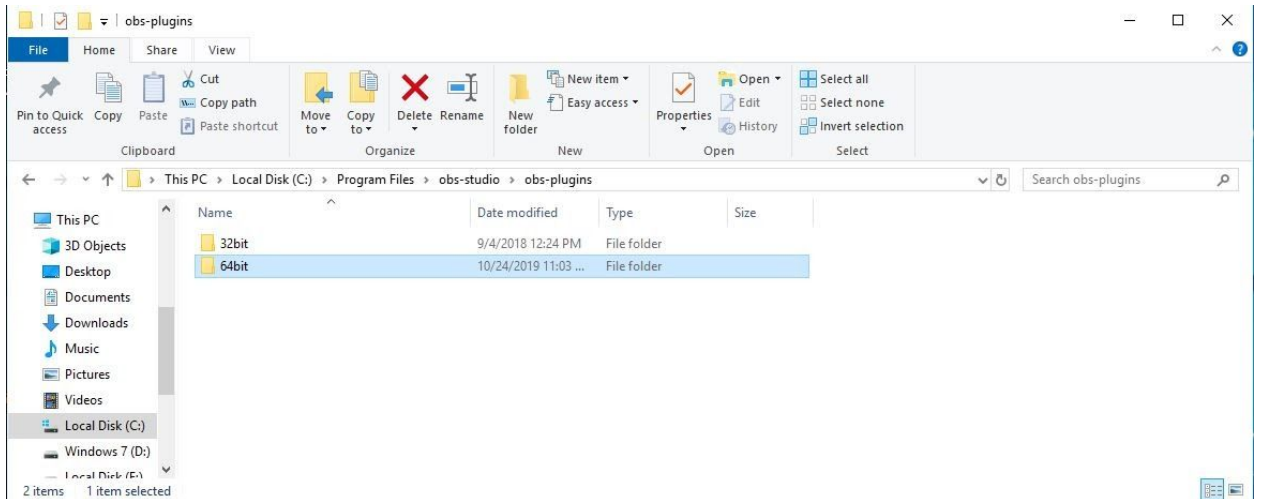 obs-plugins
File Home Share View
Pin to Quick access
Copy
Paste
Cut
Copy path
Paste shortcut
Clipboard
Move to
Copy to
Delete
Rename
Organize
New folder
New item
Easy access
New
Properties
Open
Edit
History
Open
Select all
Select none
Invert selection
Select
This PC > Local Disk (C:) > Program Files > obs-studio > obs-plugins
Search obs-plugins
This PC
3D Objects
Desktop
Documents
Downloads
Music
Pictures
Videos
Local Disk (C:)
Windows 7 (D:)
Local Disk (E:)
Name Date modified Type Size
32bit 9/4/2018 12:24 PM File folder
64bit 10/24/2019 11:03 ... File folder
2 items 1 item selected